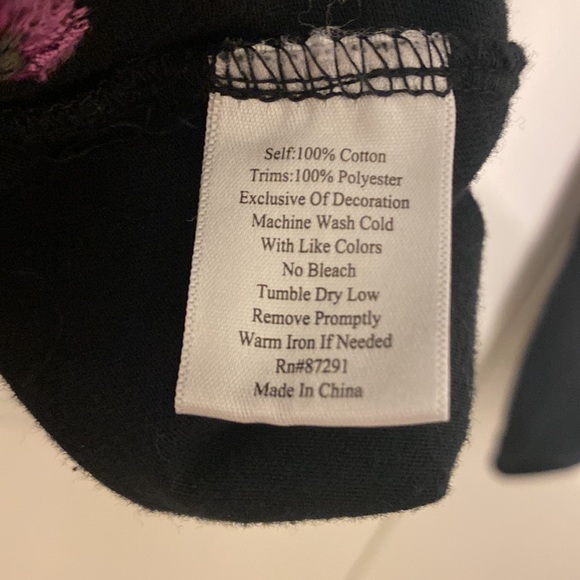 Self:100% Cotton
Trims:100% Polyester
Exclusive Of Decoration
Machine Wash Cold
With Like Colors
No Bleach
Tumble Dry Low
Remove Promptly
Warm Iron If Needed
Rn#87291
Made In China